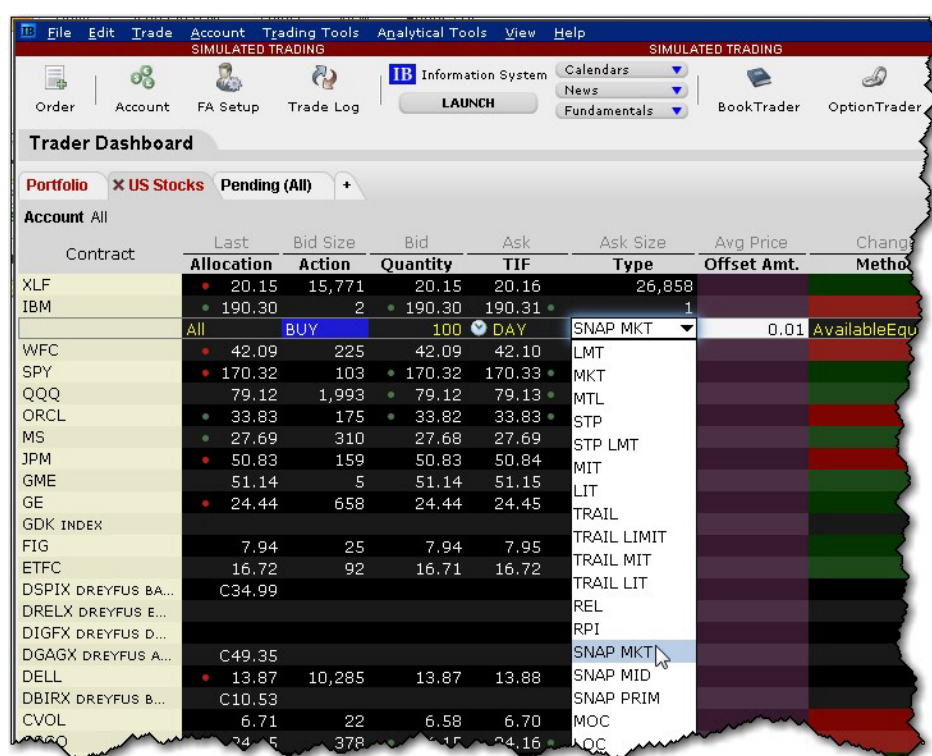 IB File Edit Trade Account Trading Tools Analytical Tools View Help
SIMULATED TRADING SIMULATED TRADING
IB Information System Calendars
News
LAUNCH Fundamentals
Order Account FA Setup Trade Log BookTrader OptionTrader
Trader Dashboard
Portfolio US Stocks Pending (All) +
Account All
Contract Last Bid Size Bid Ask Ask Size Avg Price
Allocation Action Quantity TIF Type Offset Amt.
XLF 20.15 15,771 20.15 20.16 26,858
IBM 190.30 2 190.30 190.31 1
All BUY 100 DAY SNAP MKT 0.01 AvailableEqu
WFC 42.09 225 42.09 42.10 LMT
SPY 170.32 103 170.32 170.33 MKT
QQQ 79.12 1,993 79.12 79.13 MTL
ORCL 33.83 175 33.82 33.83 STP
MS 27.69 310 27.68 27.69 STP LMT
JPM 50.83 159 50.83 50.84 MIT
GME 51.14 5 51.14 51.15 LIT
GE 24.44 658 24.44 24.45 TRAIL
GDK INDEX TRAIL LIMIT
FIG 7.94 25 7.94 7.95 TRAIL MIT
ETFC 16.72 92 16.71 16.72 TRAIL LIT
DSPIX DREYFUS BA... C34.99 REL
DRELX DREYFUS E... RPI
DIGFX DREYFUS D...
DGAGX DREYFUS A... C49.35 SNAP MKT
DELL 13.87 10,285 13.87 13.88 SNAP MID
DBIRX DREYFUS B... C10.53 SNAP PRIM
CVOL 6.71 22 6.58 6.70 MOC
378 24.16 LOC